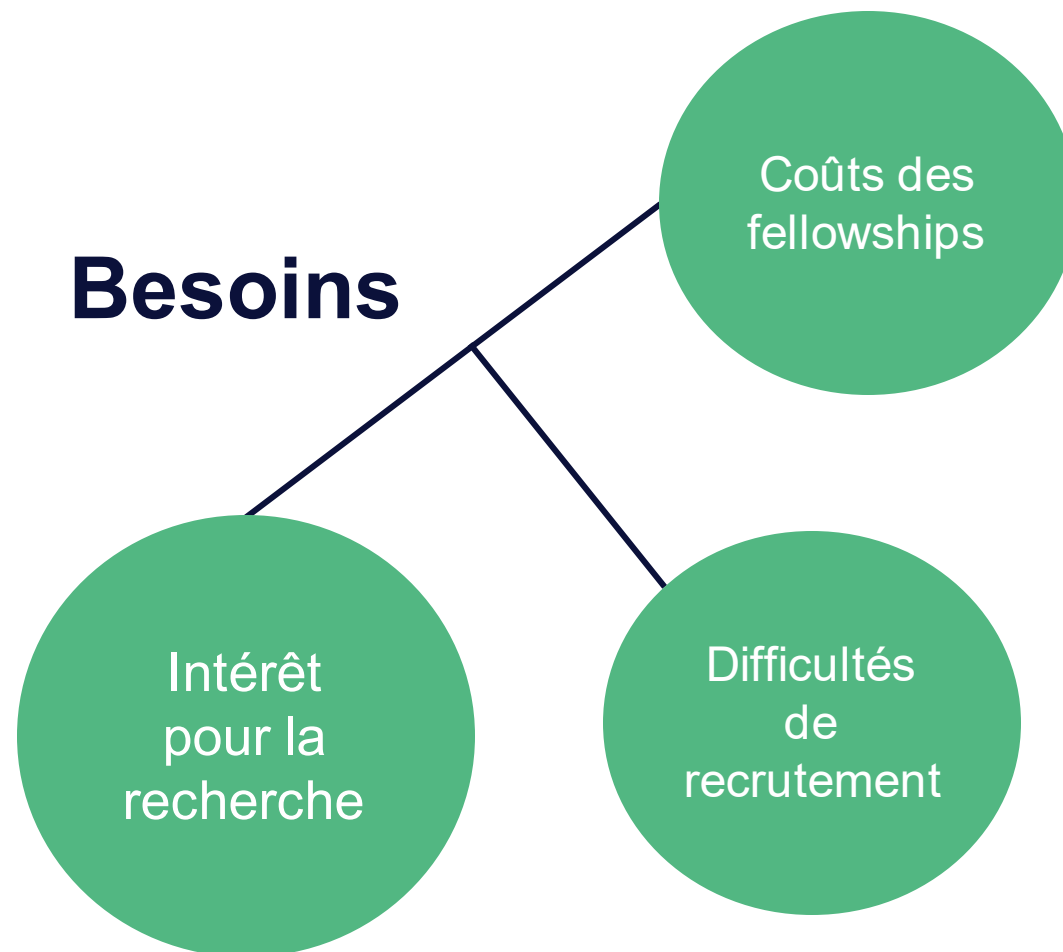 Besoins
Coûts des
fellowships
Intérêt
pour la
recherche
Difficultés
de
recrutement